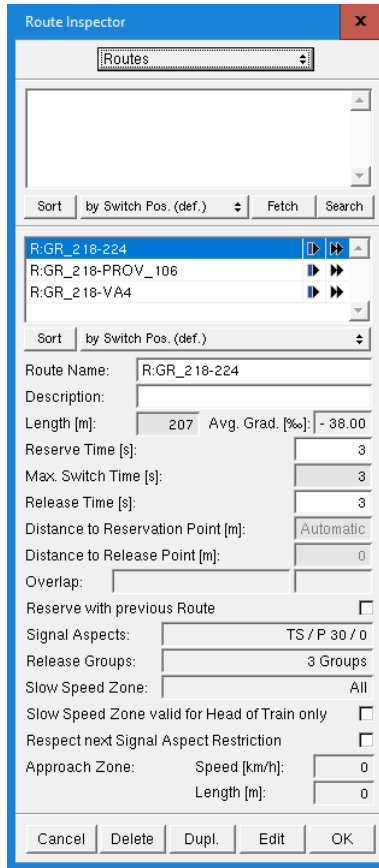 Route Inspector x
Routes
Sort by Switch Pos. (def.) Fetch Search
R:GR_218-224
R:GR_218-PROV_106
R:GR_218-VA4
Sort by Switch Pos. (def.)
Route Name: R:GR_218-224
Description:
Length [m]: 207 Avg. Grad. [‰]: - 38.00
Reserve Time [s]: 3
Max. Switch Time [s]: 3
Release Time [s]: 3
Distance to Reservation Point [m]: Automatic
Distance to Release Point [m]: 0
Overlap:
Reserve with previous Route
Signal Aspects: TS / P 30 / 0
Release Groups: 3 Groups
Slow Speed Zone: All
Slow Speed Zone valid for Head of Train only
Respect next Signal Aspect Restriction
Approach Zone: Speed [km/h]: 0
Length [m]: 0
Cancel Delete Dupl. Edit OK